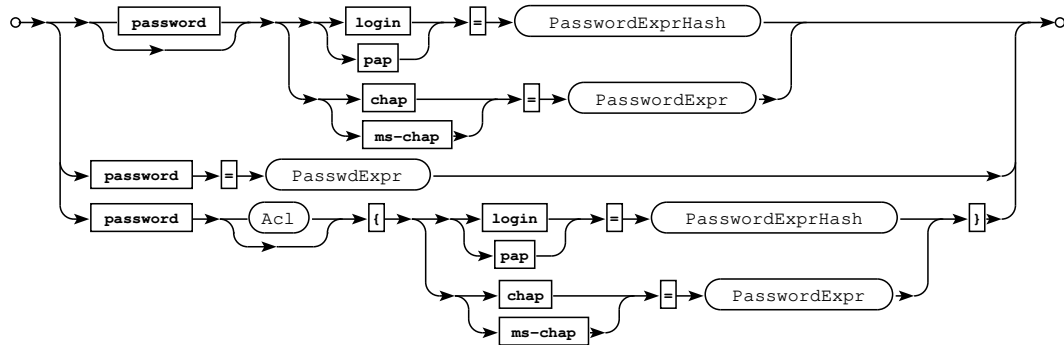 password login = PasswordExprHash
pap
chap = PasswordExpr
ms-chap
password = PasswdExpr
password Acl { login = PasswordExprHash }
pap
chap = PasswordExpr
ms-chap